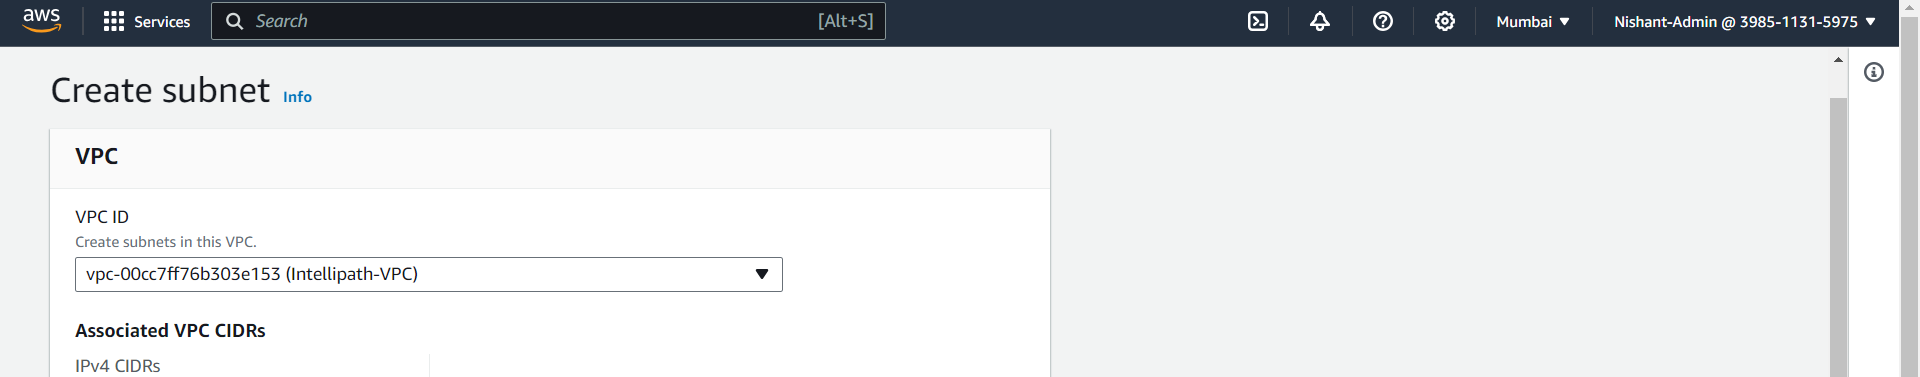 aws Services Search [Alt+S] Mumbai Nishant-Admin @ 3985-1131-5975
Create subnet Info
VPC
VPC ID
Create subnets in this VPC.
vpc-00cc7ff76b303e153 (Intellipath-VPC)
Associated VPC CIDRs
IPv4 CIDRs